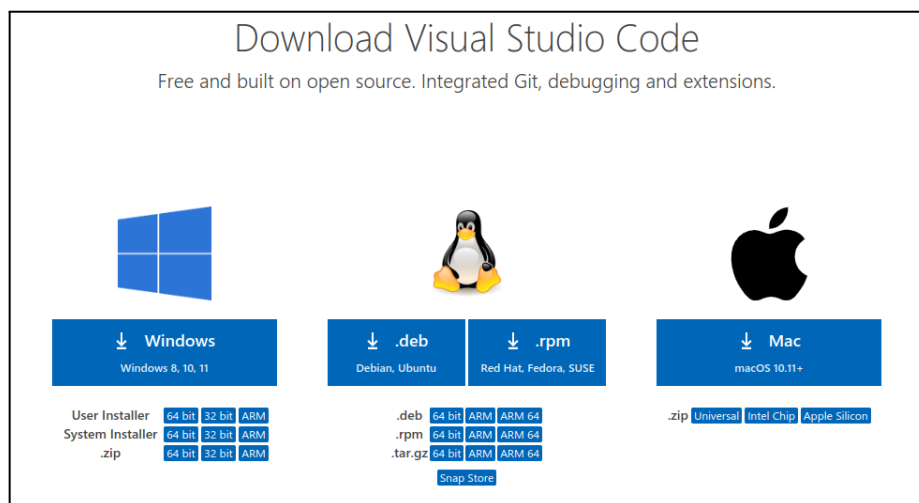 Download Visual Studio Code
Free and built on open source. Integrated Git, debugging and extensions.
Windows
Windows 8, 10, 11
User Installer 64 bit 32 bit ARM
System Installer 64 bit 32 bit ARM
.zip 64 bit 32 bit ARM
.deb
Debian, Ubuntu
.rpm
Red Hat, Fedora, SUSE
.deb 64 bit ARM ARM 64
.rpm 64 bit ARM ARM 64
.tar.gz 64 bit ARM ARM 64
Snap Store
Mac
macOS 10.11+
.zip Universal Intel Chip Apple Silicon